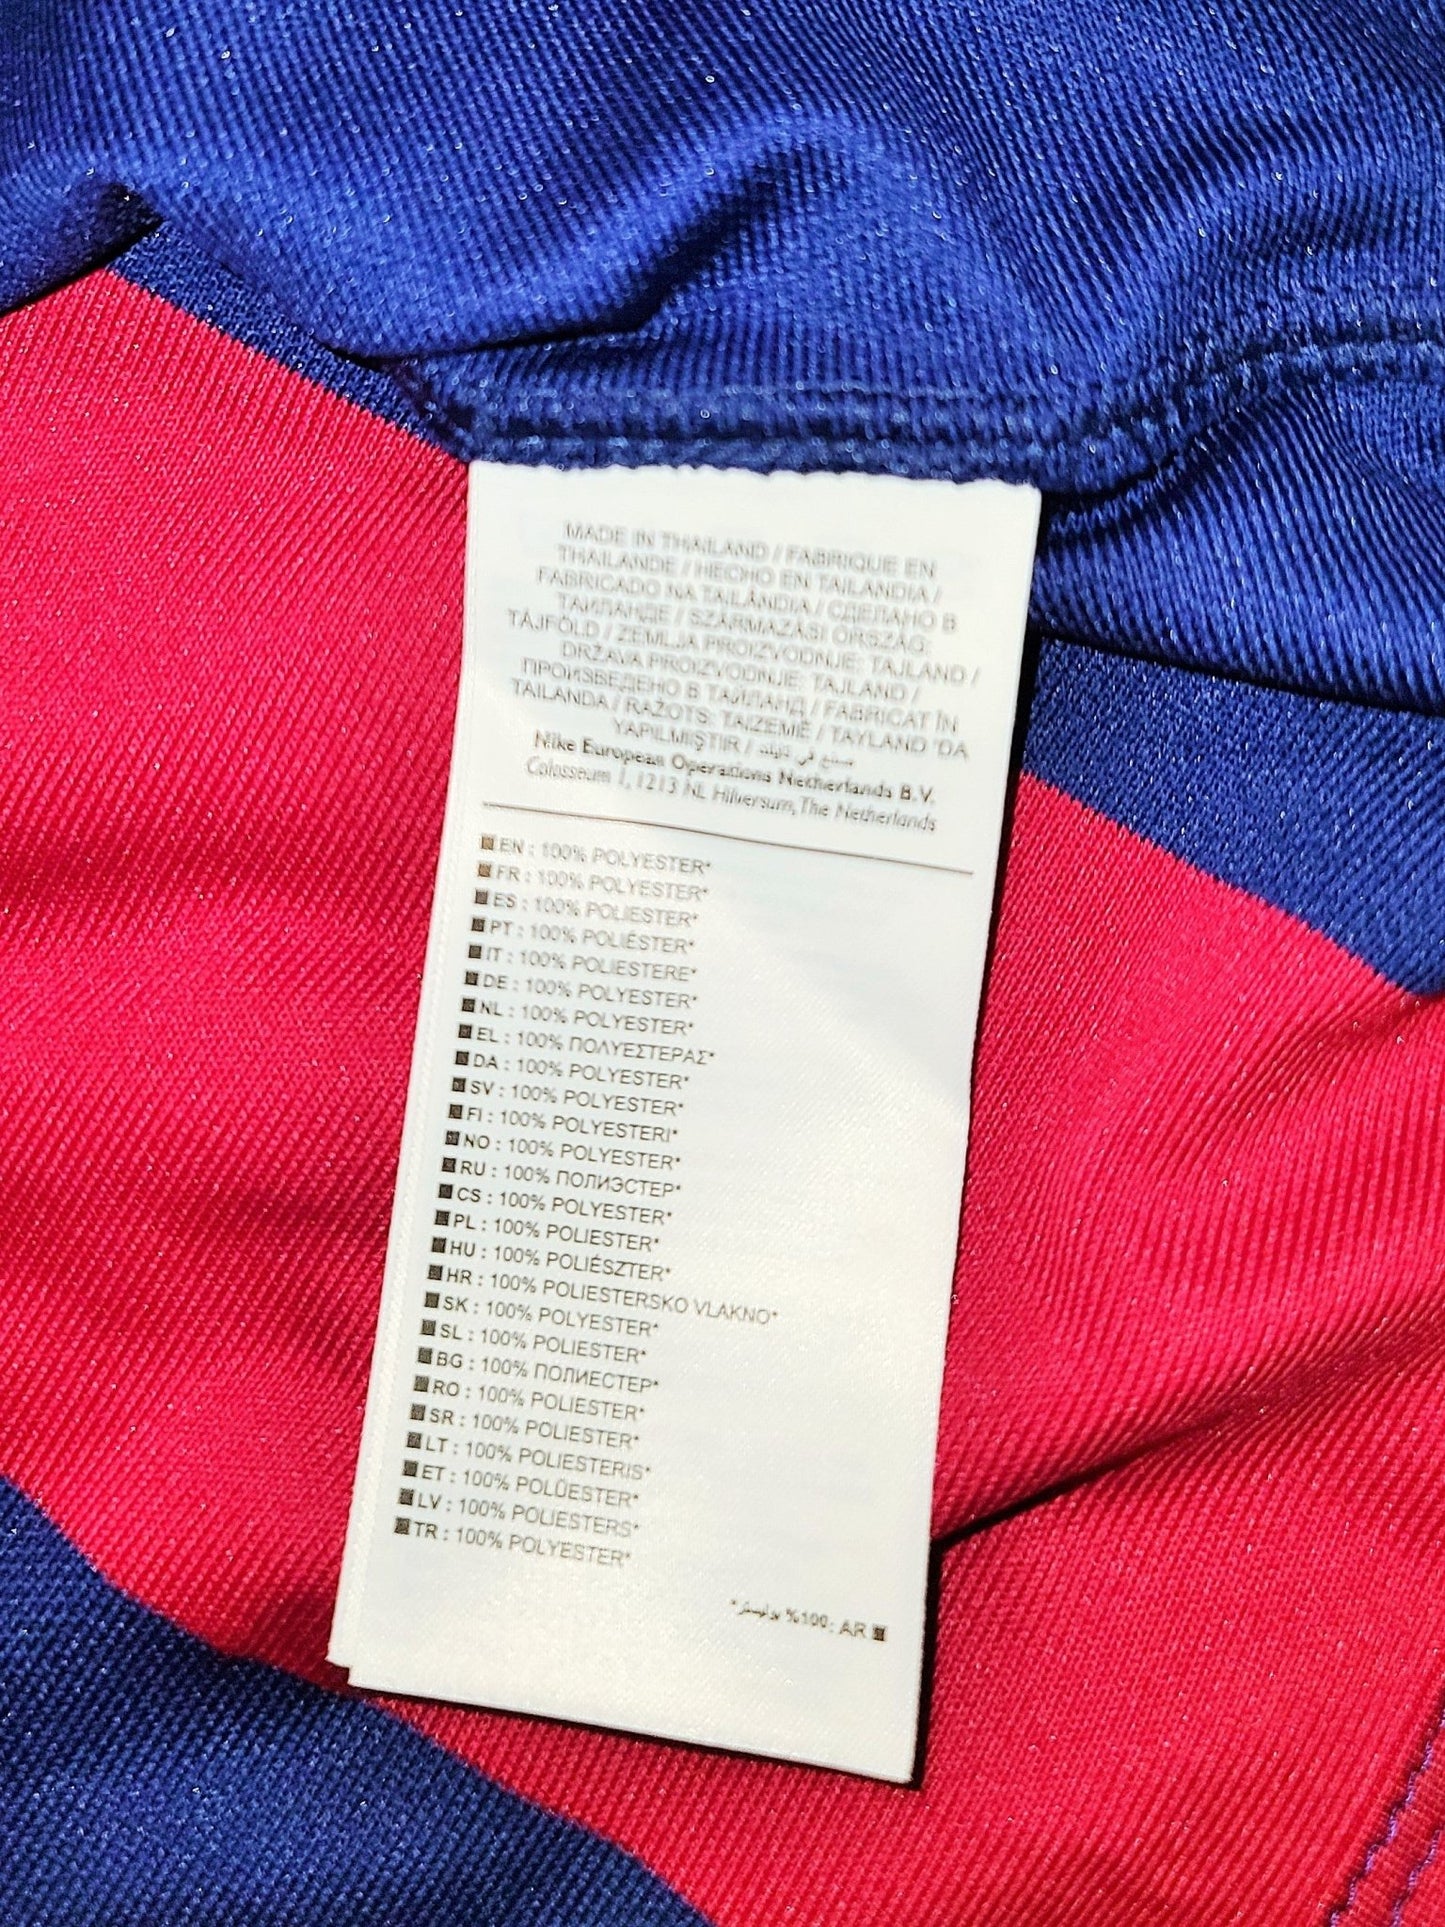 MADE IN THAILAND / FABRIQUE EN
THAILANDE / HECHO EN TAILANDIA /
FABRICADO NA TAILÂNDIA / СДЕЛАНО В
ТАИЛАНДЕ / SZÁRMAZÁSI ORSZÁG:
TÁJFÖLD / ZEMLJA PROIZVODNJE: TAJLAND /
DRŽAVA PROIZVODNJE: TAJLAND /
ПРОИЗВЕДЕНО В ТАЙЛАНД / FABRICAT ÎN
TAILANDA / RAŽOTS: TAIZEMĒ / TAYLAND 'DA
YAPILMIŞTIR / صنع في تايلند
Nike European Operations Netherlands B.V.
Colosseum 1, 1213 NL Hilversum, The Netherlands
EN : 100% POLYESTER*
FR : 100% POLYESTER*
ES : 100% POLIESTER*
PT : 100% POLIÉSTER*
IT : 100% POLIESTERE*
DE : 100% POLYESTER*
NL : 100% POLYESTER*
EL : 100% ΠΟΛΥΕΣΤΕΡΑΣ*
DA : 100% POLYESTER*
SV : 100% POLYESTER*
FI : 100% POLYESTERI*
NO : 100% POLYESTER*
RU : 100% ПОЛИЭСТЕР*
CS : 100% POLYESTER*
PL : 100% POLIESTER*
HU : 100% POLIÉSZTER*
HR : 100% POLIESTERSKO VLAKNO*
SK : 100% POLYESTER*
SL : 100% POLIESTER*
BG : 100% ПОЛИЕСТЕР*
RO : 100% POLIESTER*
SR : 100% POLIESTER*
LT : 100% POLIESTERIS*
ET : 100% POLÜESTER*
LV : 100% POLIESTERS*
TR : 100% POLYESTER*
AR :100% بوليستر*